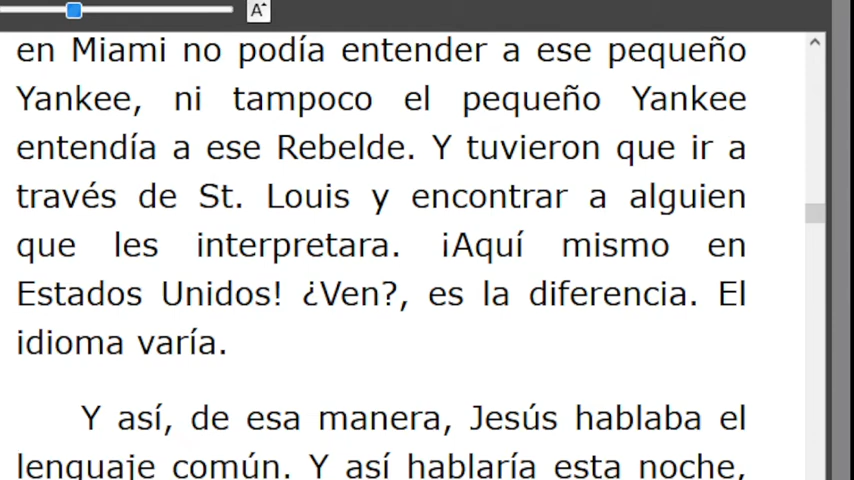 A
en Miami no podía entender a ese pequeño
Yankee, ni tampoco el pequeño Yankee
entendía a ese Rebelde. Y tuvieron que ir a
través de St. Louis y encontrar a alguien
que les interpretara. ¡Aquí mismo en
Estados Unidos! ¿Ven?, es la diferencia. El
idioma varía.
Y así, de esa manera, Jesús hablaba el
lenguaje común. Y así hablaría esta noche,